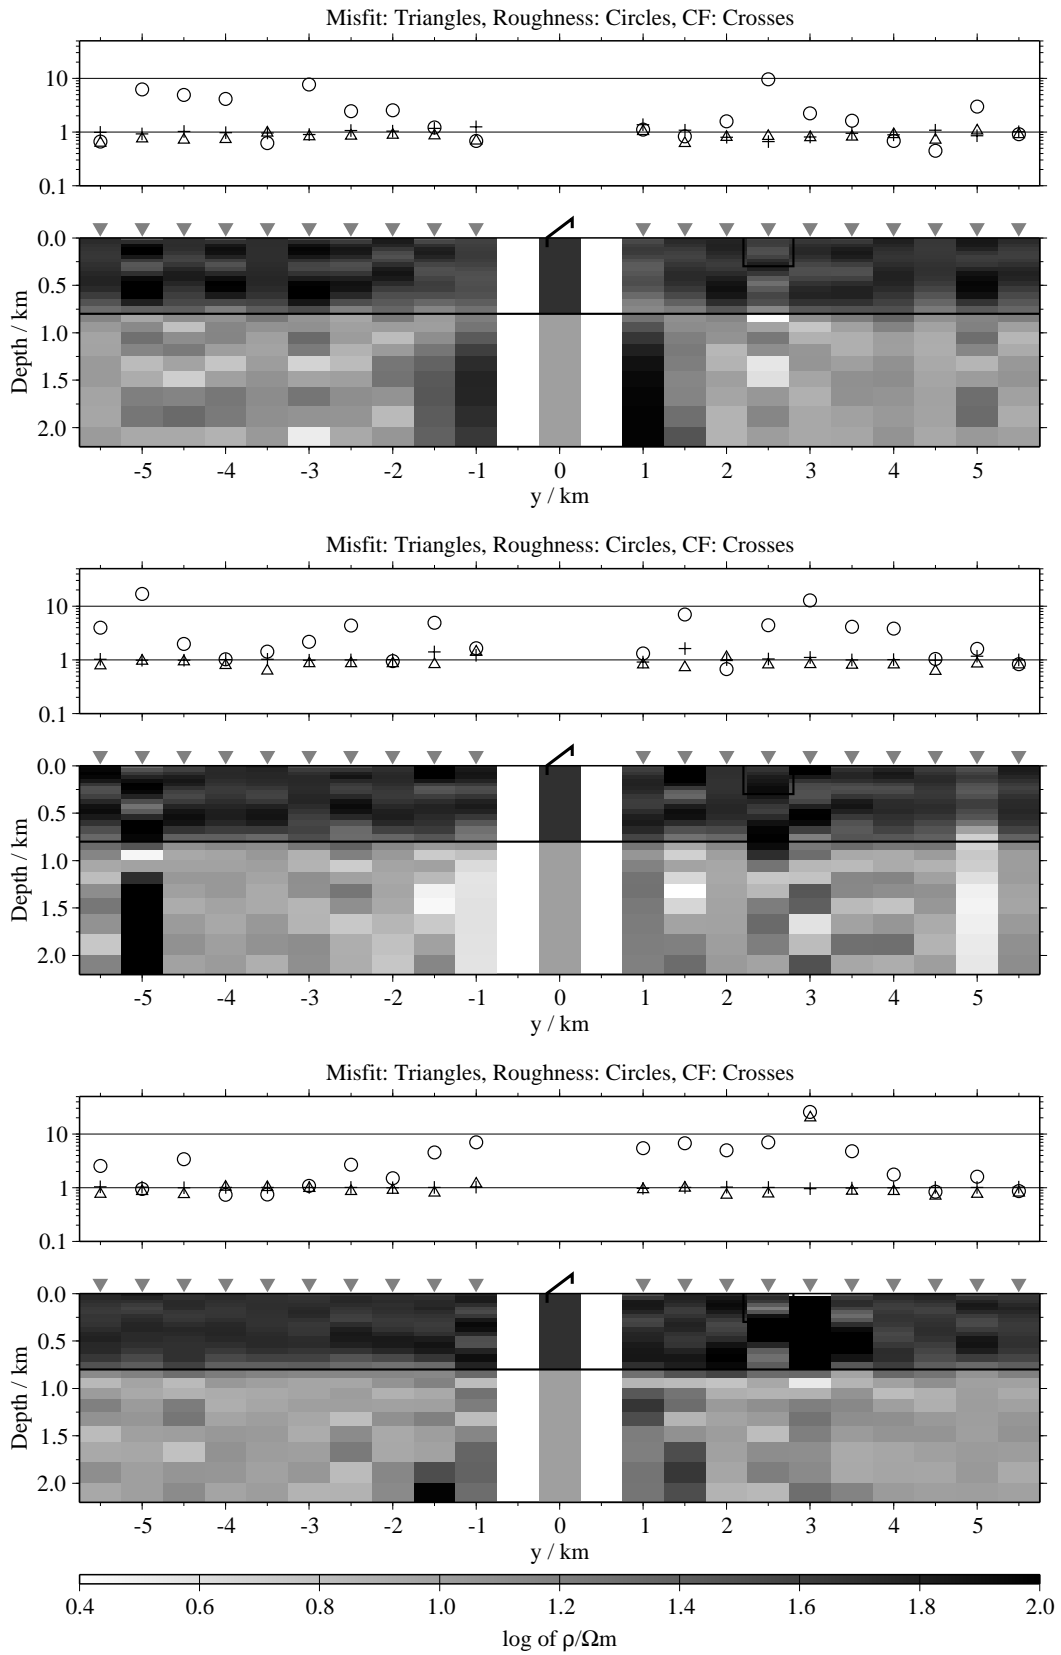 Misfit: Triangles, Roughness: Circles, CF: Crosses
10
1
0.1
0.0
0.5
1.0
1.5
2.0
Depth / km
-5 -4 -3 -2 -1 0 1 2 3 4 5
y / km
Misfit: Triangles, Roughness: Circles, CF: Crosses
10
1
0.1
0.0
0.5
1.0
1.5
2.0
Depth / km
-5 -4 -3 -2 -1 0 1 2 3 4 5
y / km
Misfit: Triangles, Roughness: Circles, CF: Crosses
10
1
0.1
0.0
0.5
1.0
1.5
2.0
Depth / km
-5 -4 -3 -2 -1 0 1 2 3 4 5
y / km
0.4 0.6 0.8 1.0 1.2 1.4 1.6 1.8 2.0
log of ρ/Ωm